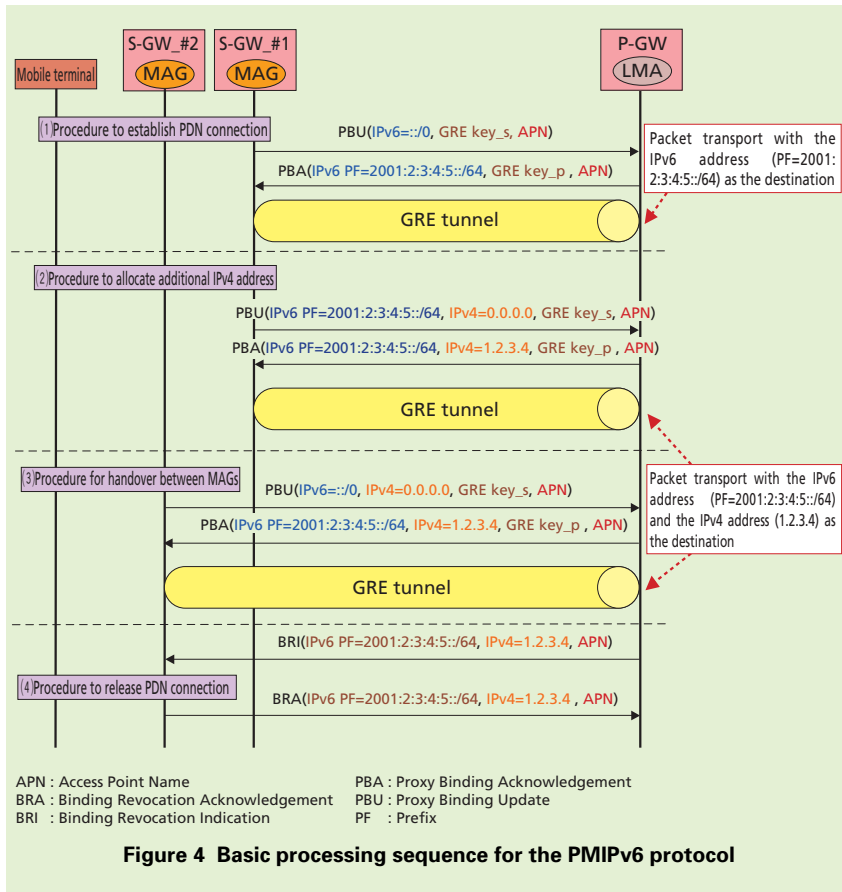 S-GW_#2
S-GW_#1
P-GW
Mobile terminal
MAG
MAG
LMA
(1)Procedure to establish PDN connection
PBU(IPv6=::/0, GRE key_s, APN)
PBA(IPv6 PF=2001:2:3:4:5::/64, GRE key_p , APN)
GRE tunnel
Packet transport with the
IPv6 address (PF=2001:
2:3:4:5::/64) as the destination
(2)Procedure to allocate additional IPv4 address
PBU(IPv6 PF=2001:2:3:4:5::/64, IPv4=0.0.0.0, GRE key_s, APN)
PBA(IPv6 PF=2001:2:3:4:5::/64, IPv4=1.2.3.4, GRE key_p , APN)
GRE tunnel
(3)Procedure for handover between MAGs
PBU(IPv6=::/0, IPv4=0.0.0.0, GRE key_s, APN)
PBA(IPv6 PF=2001:2:3:4:5::/64, IPv4=1.2.3.4, GRE key_p , APN)
GRE tunnel
Packet transport with the IPv6
address (PF=2001:2:3:4:5::/64)
and the IPv4 address (1.2.3.4) as
the destination
BRI(IPv6 PF=2001:2:3:4:5::/64, IPv4=1.2.3.4, APN)
(4)Procedure to release PDN connection
BRA(IPv6 PF=2001:2:3:4:5::/64, IPv4=1.2.3.4 , APN)
APN : Access Point Name
BRA : Binding Revocation Acknowledgement
BRI : Binding Revocation Indication
PBA : Proxy Binding Acknowledgement
PBU : Proxy Binding Update
PF : Prefix
Figure 4 Basic processing sequence for the PMIPv6 protocol